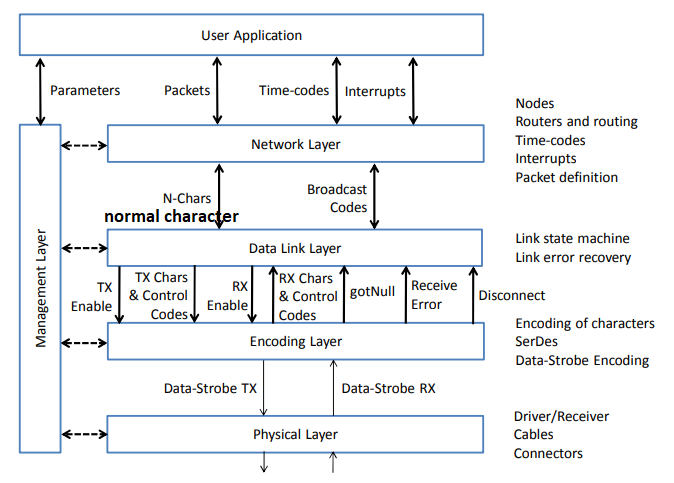 User Application
Parameters
Packets
Time-codes
Interrupts
Nodes
Routers and routing
Time-codes
Interrupts
Packet definition
Network Layer
N-Chars
normal character
Broadcast
Codes
Management Layer
Data Link Layer
Link state machine
Link error recovery
TX
Enable
TX Chars
& Control
Codes
RX
Enable
RX Chars
& Control
Codes
gotNull
Receive
Error
Disconnect
Encoding Layer
Encoding of characters
SerDes
Data-Strobe Encoding
Data-Strobe TX
Data-Strobe RX
Physical Layer
Driver/Receiver
Cables
Connectors